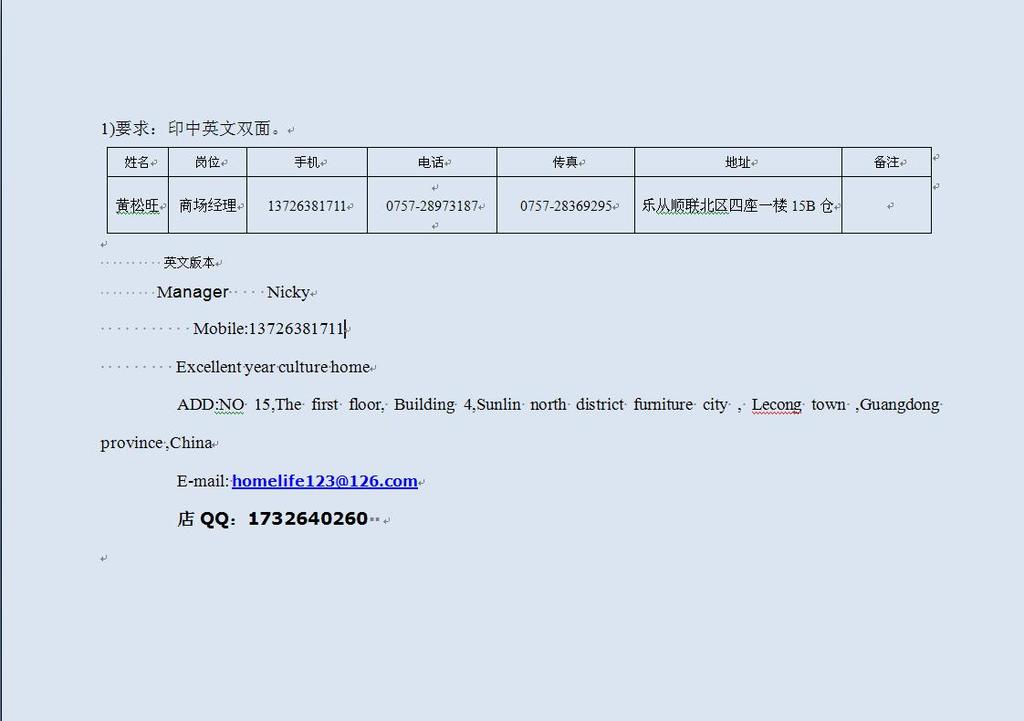 1)要求：印中英文双面。
姓名 岗位 手机 电话 传真 地址 备注
黄松旺 商场经理 13726381711 0757-28973187 0757-28369295 乐从顺联北区四座一楼 15B 仓
英文版本
Manager Nicky
Mobile:13726381711
Excellent year culture home
ADD:NO 15,The first floor, Building 4,Sunlin north district furniture city , Lecong town ,Guangdong
province ,China
E-mail: homelife123@126.com
店 QQ：1732640260